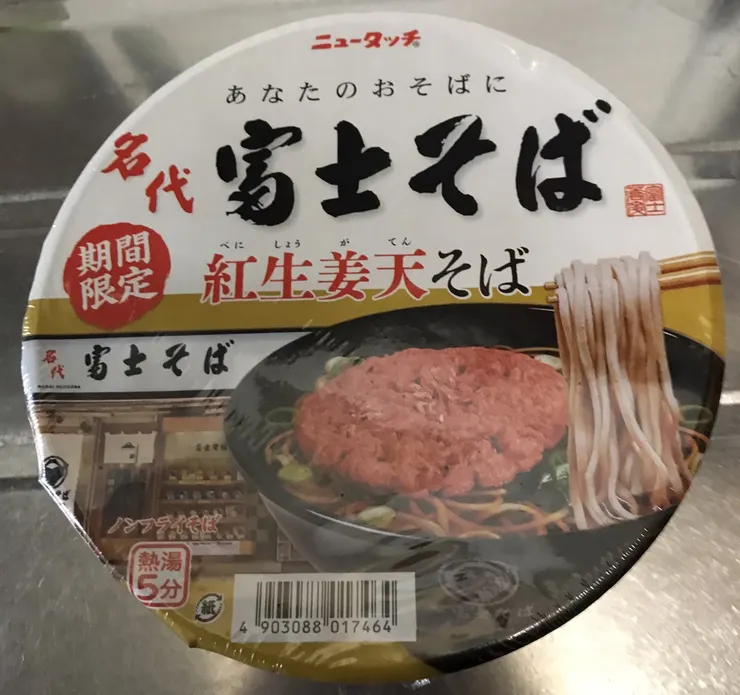 ニュータッチ®
あなたのおそばに
名代
富士そば
期間
限定
べに しょう が てん
紅生姜天そば
名代 富士そば
ノンフライそば
熱湯
5分
紙
4 903088 017464